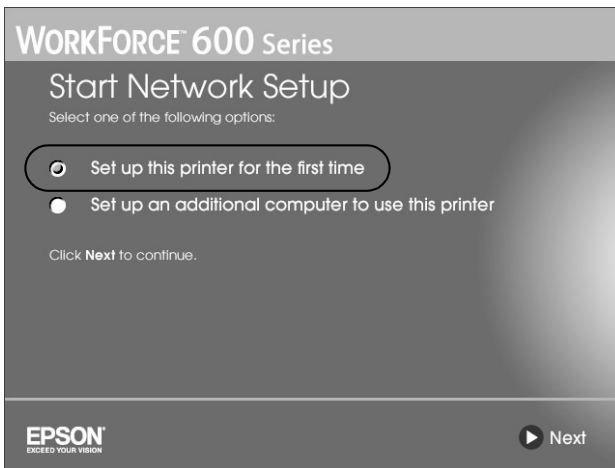 WORKFORCE™ 600 Series
Start Network Setup
Select one of the following options:
Set up this printer for the first time
Set up an additional computer to use this printer
Click Next to continue.
EPSON®
EXCEED YOUR VISION
Next